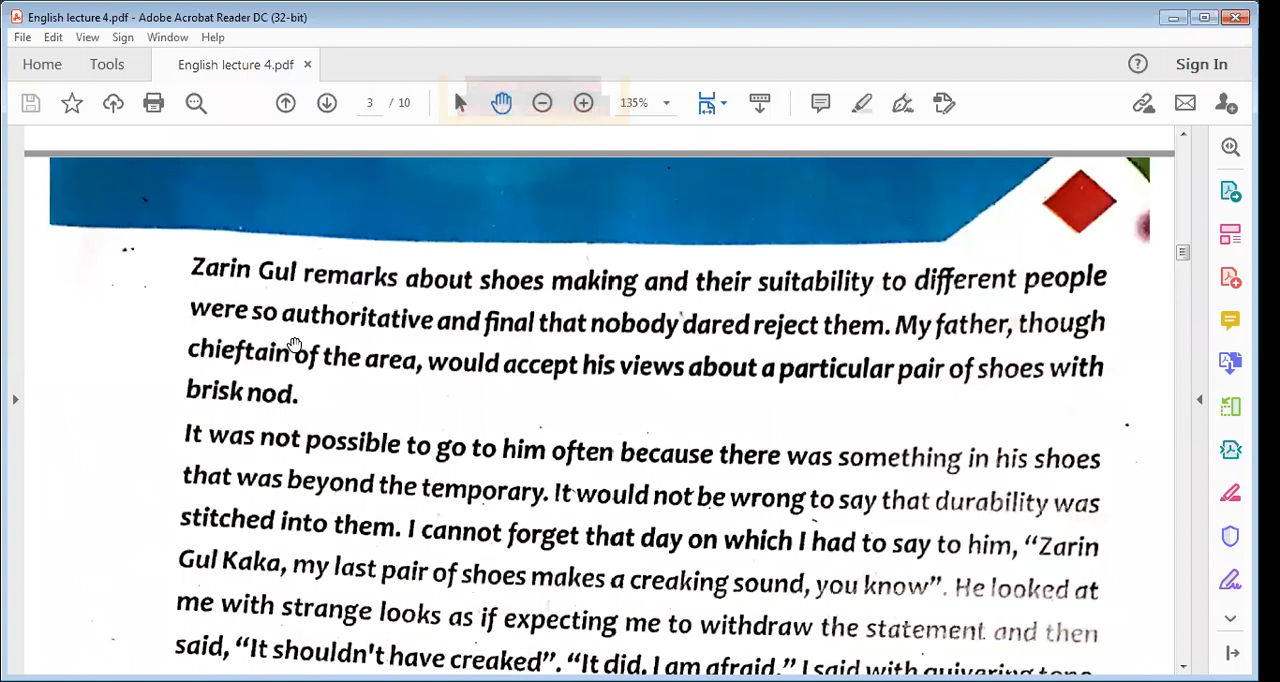 English lecture 4.pdf - Adobe Acrobat Reader DC (32-bit)
File Edit View Sign Window Help
Home Tools English lecture 4.pdf × Sign In
3 / 10 135%
Zarin Gul remarks about shoes making and their suitability to different people
were so authoritative and final that nobody dared reject them. My father, though
chieftain of the area, would accept his views about a particular pair of shoes with
brisk nod.
It was not possible to go to him often because there was something in his shoes
that was beyond the temporary. It would not be wrong to say that durability was
stitched into them. I cannot forget that day on which I had to say to him, “Zarin
Gul Kaka, my last pair of shoes makes a creaking sound, you know”. He looked at
me with strange looks as if expecting me to withdraw the statement and then
said, “It shouldn't have creaked”. “It did. I am afraid.” I said with quivering tone